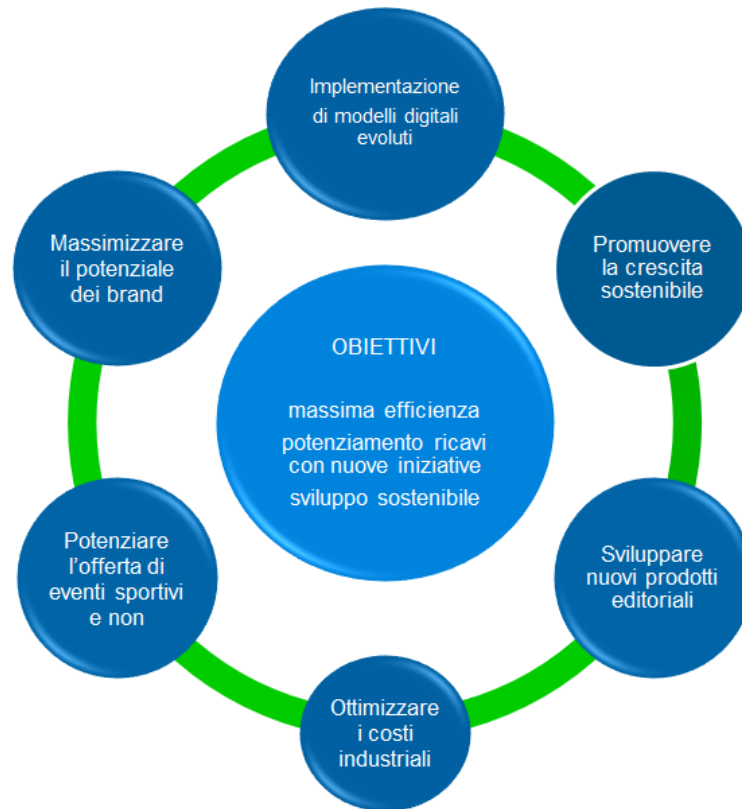 Implementazione
di modelli digitali
evoluti
Promuovere
la crescita
sostenibile
Sviluppare
nuovi prodotti
editoriali
Ottimizzare
i costi
industriali
Potenziare
l'offerta di
eventi sportivi
e non
Massimizzare
il potenziale
dei brand
OBIETTIVI
massima efficienza
potenziamento ricavi
con nuove iniziative
sviluppo sostenibile